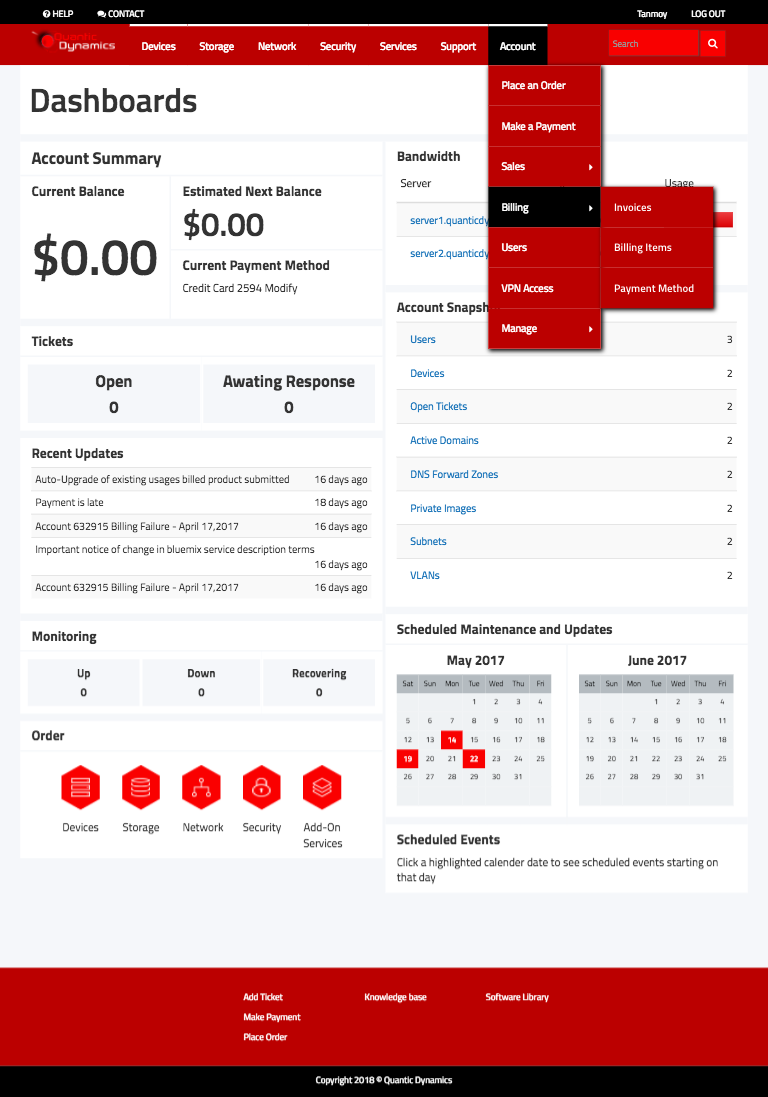 HELP
CONTACT
Tanmoy
LOG OUT
Quantic
Dynamics
Devices
Storage
Network
Security
Services
Support
Account
Search
Place an Order
Make a Payment
Sales
Billing
Users
VPN Access
Manage
Invoices
Billing Items
Payment Method
Dashboards
Account Summary
Current Balance
$0.00
Estimated Next Balance
$0.00
Current Payment Method
Credit Card 2594 Modify
Tickets
Open
0
Awating Response
0
Recent Updates
Auto-Upgrade of existing usages billed product submitted 16 days ago
Payment is late 18 days ago
Account 632915 Billing Failure - April 17,2017 16 days ago
Important notice of change in bluemix service description terms
16 days ago
Account 632915 Billing Failure - April 17,2017 16 days ago
Monitoring
Up
0
Down
0
Recovering
0
Order
Devices
Storage
Network
Security
Add-On
Services
Bandwidth
Server Usage
server1.quanticdy
server2.quanticdy
Account Snapsh
Users 3
Devices 2
Open Tickets 2
Active Domains 2
DNS Forward Zones 2
Private Images 2
Subnets 2
VLANs 2
Scheduled Maintenance and Updates
May 2017
Sat Sun Mon Tue Wed Thu Fri
1 2 3 4
5 6 7 8 9 10 11
12 13 14 15 16 17 18
19 20 21 22 23 24 25
26 27 28 29 30 31
June 2017
Sat Sun Mon Tue Wed Thu Fri
1 2 3 4
5 6 7 8 9 10 11
12 13 14 15 16 17 18
19 20 21 22 23 24 25
26 27 28 29 30 31
Scheduled Events
Click a highlighted calender date to see scheduled events starting on
that day
Add Ticket
Make Payment
Place Order
Knowledge base
Software Library
Copyright 2018 © Quantic Dynamics